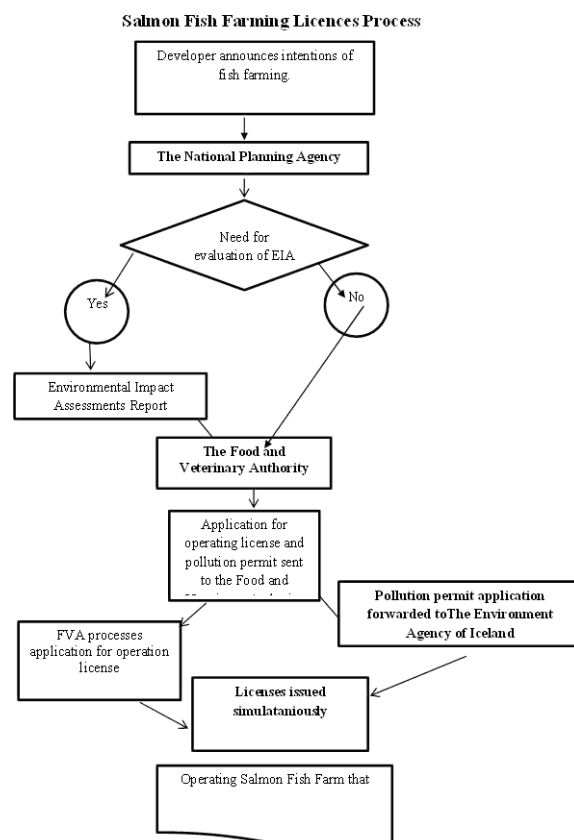 Salmon Fish Farming Licences Process
Developer announces intentions of
fish farming.
The National Planning Agency
Need for
evaluation of EIA
Yes
No
Environmental Impact
Assessments Report
The Food and
Veterinary Authority
Application for
operating license and
pollution permit sent
to the Food and
Pollution permit application
forwarded toThe Environment
Agency of Iceland
FVA processes
application for operation
license
Licenses issued
simulataniously
Operating Salmon Fish Farm that